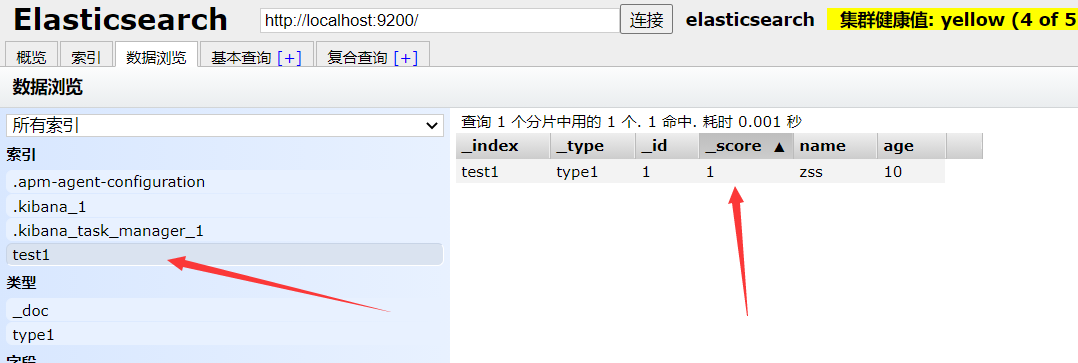 Elasticsearch http://localhost:9200/ 连接 elasticsearch 集群健康值: yellow (4 of 5
概览 索引 数据浏览 基本查询 [+] 复合查询 [+]
数据浏览
所有索引
索引
.apm-agent-configuration
.kibana_1
.kibana_task_manager_1
test1
类型
_doc
type1
字段
查询 1 个分片中用的 1 个. 1 命中. 耗时 0.001 秒
_index _type _id _score ▲ name age
test1 type1 1 1 zss 10